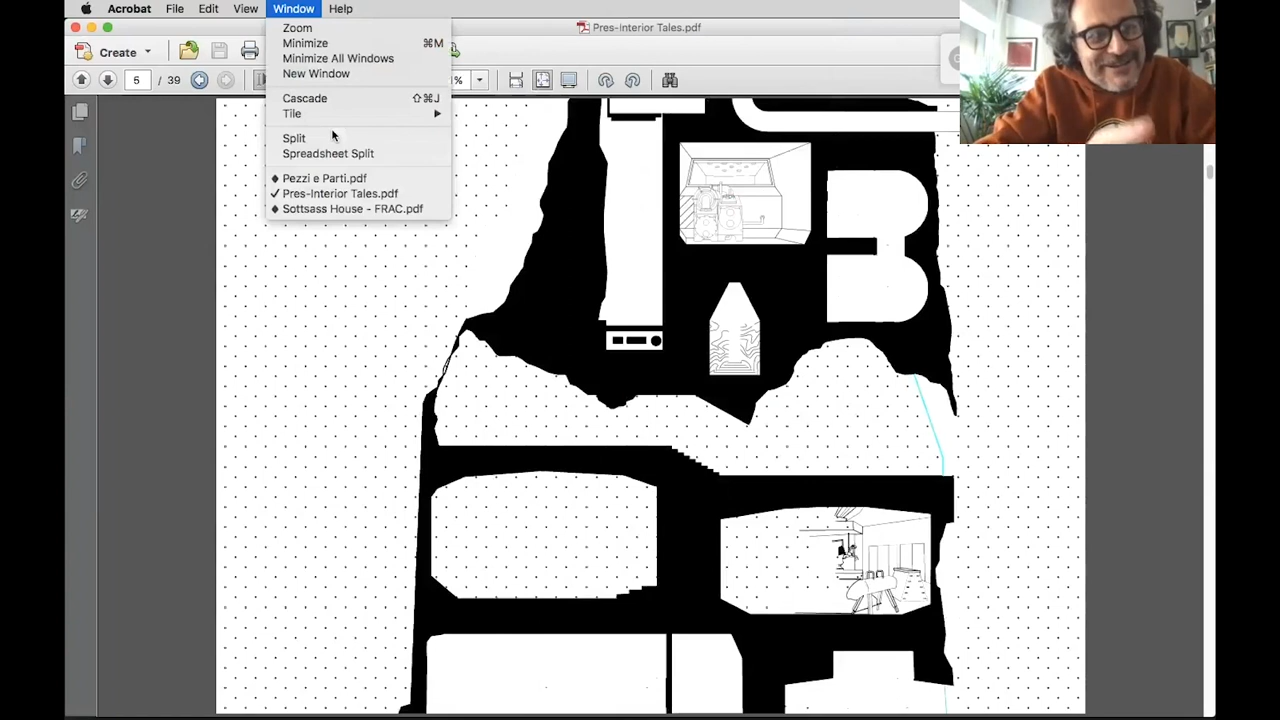 Acrobat File Edit View Window Help
Pres-Interior Tales.pdf
Create
5 / 39
%
Zoom
Minimize ⌘M
Minimize All Windows
New Window
Cascade ⇧⌘J
Tile
Split
Spreadsheet Split
Pezzi e Parti.pdf
Pres-Interior Tales.pdf
Sottsass House - FRAC.pdf